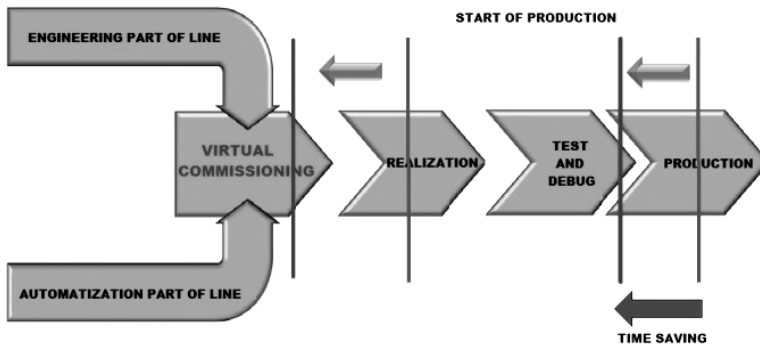 START OF PRODUCTION
ENGINEERING PART OF LINE
VIRTUAL
COMMISSIONING
REALIZATION
TEST
AND
DEBUG
PRODUCTION
AUTOMATIZATION PART OF LINE
TIME SAVING